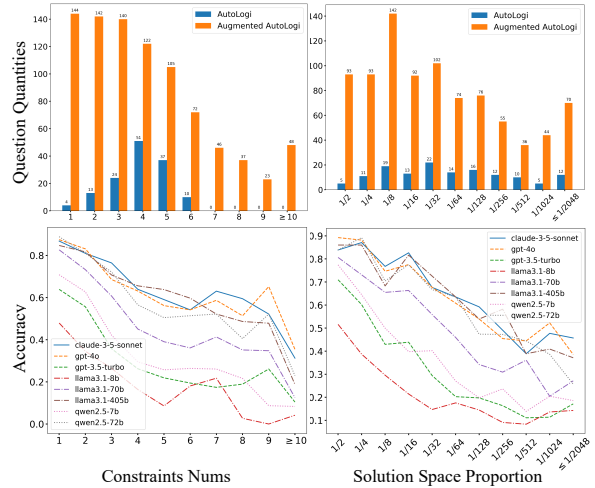 Question Quantities
140
120
100
80
60
40
20
0
AutoLogi
Augmented AutoLogi
144
142
140
122
105
72
46
37
23
48
4
13
24
51
37
10
0
0
0
0
1 2 3 4 5 6 7 8 9 ≥ 10
140
120
100
80
60
40
20
0
AutoLogi
Augmented AutoLogi
93
93
142
92
102
74
76
55
36
44
70
5
11
19
13
22
14
16
12
10
5
12
1/2 1/4 1/8 1/16 1/32 1/64 1/128 1/256 1/512 1/1024 ≤ 1/2048
Accuracy
0.8
0.6
0.4
0.2
0.0
claude-3-5-sonnet
gpt-4o
gpt-3.5-turbo
llama3.1-8b
llama3.1-70b
llama3.1-405b
qwen2.5-7b
qwen2.5-72b
1 2 3 4 5 6 7 8 9 ≥ 10
Constraints Nums
0.9
0.8
0.7
0.6
0.5
0.4
0.3
0.2
0.1
claude-3-5-sonnet
gpt-4o
gpt-3.5-turbo
llama3.1-8b
llama3.1-70b
llama3.1-405b
qwen2.5-7b
qwen2.5-72b
1/2 1/4 1/8 1/16 1/32 1/64 1/128 1/256 1/512 1/1024 ≤ 1/2048
Solution Space Proportion